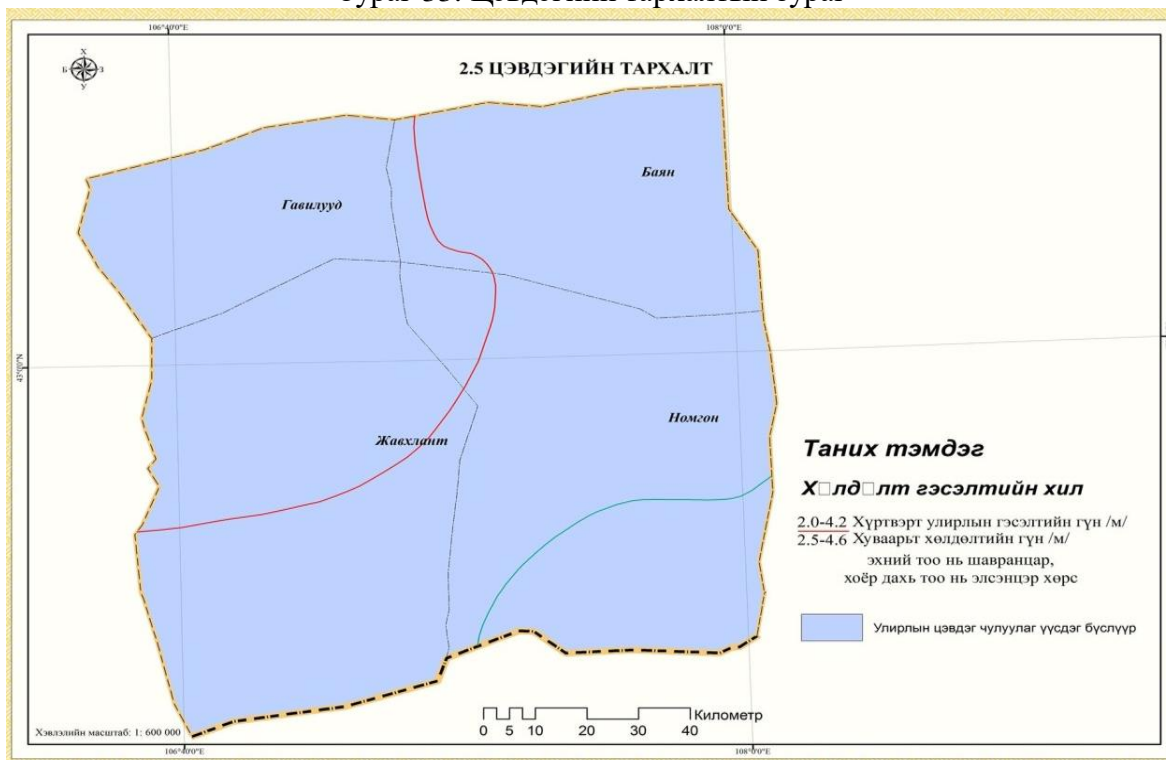 106°40'0"E
108°0'0"E
Х
Б З
У
2.5 ЦЭВДЭГИЙН ТАРХАЛТ
Баян
Гавилууд
43°0'0"N
Номгон
Жавхлант
Таних тэмдэг
Х□лд□лт гэсэлтийн хил
2.0-4.2 Хүртвэрт улирлын гэсэлтийн гүн /м/
2.5-4.6 Хуваарьт хөлдөлтийн гүн /м/
эхний тоо нь шавранцар,
хоёр дахь тоо нь элсэнцэр хөрс
Улирлын цэвдэг чулуулаг үүсдэг бүслүүр
Километр
0 5 10 20 30 40
Хэвлэлийн масштаб: 1: 600 000
106°40'0"E
108°0'0"E